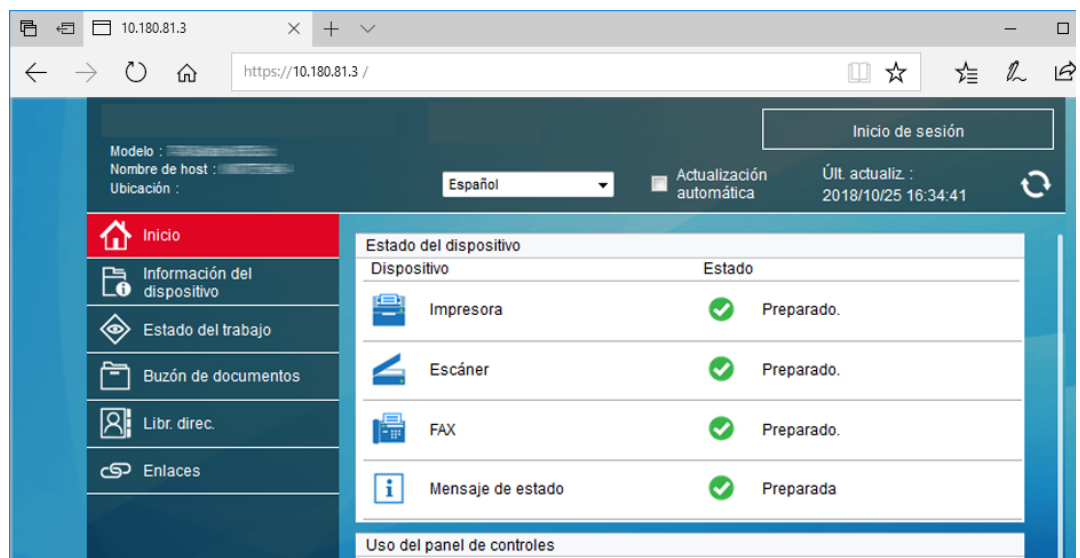 10.180.81.3
https://10.180.81.3 /
Inicio de sesión
Modelo :
Nombre de host :
Ubicación :
Español
Actualización
automática
Últ. actualiz. :
2018/10/25 16:34:41
Inicio
Información del
dispositivo
Estado del trabajo
Buzón de documentos
Libr. direc.
Enlaces
Estado del dispositivo
Dispositivo Estado
Impresora Preparado.
Escáner Preparado.
FAX Preparado.
Mensaje de estado Preparada
Uso del panel de controles